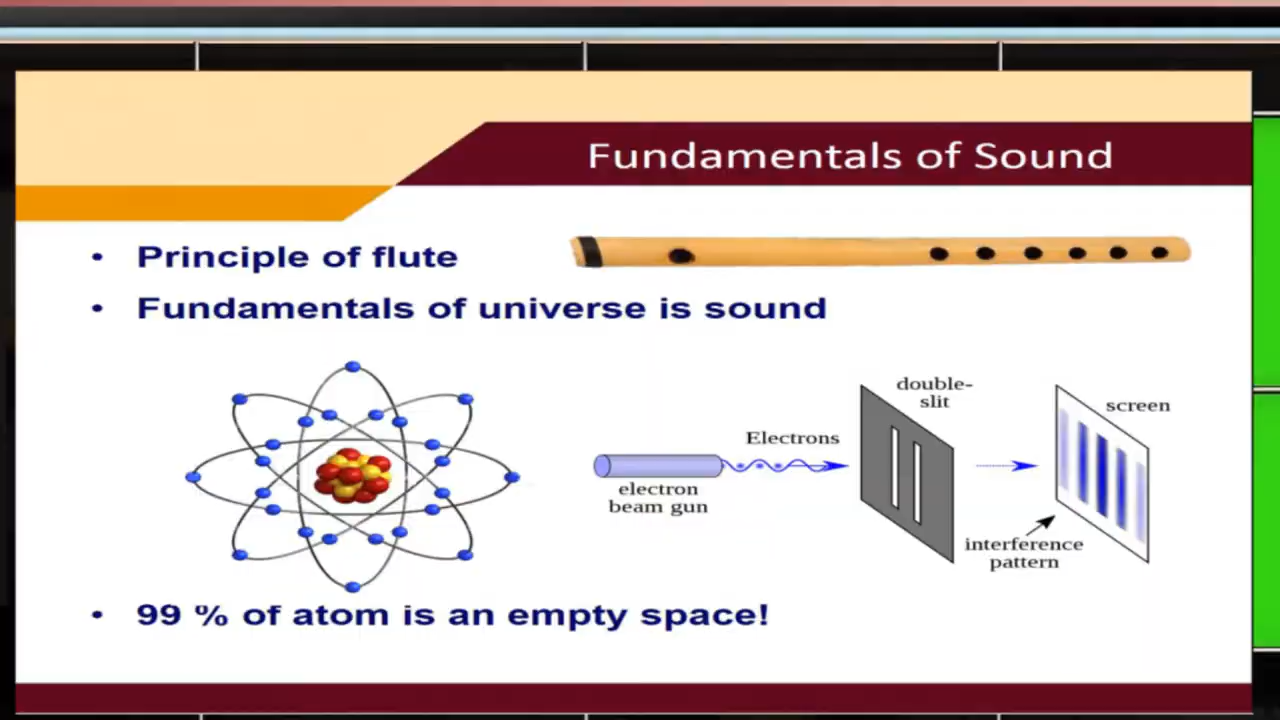 Fundamentals of Sound
• Principle of flute
• Fundamentals of universe is sound
double-
slit
screen
Electrons
electron
beam gun
interference
pattern
• 99 % of atom is an empty space!